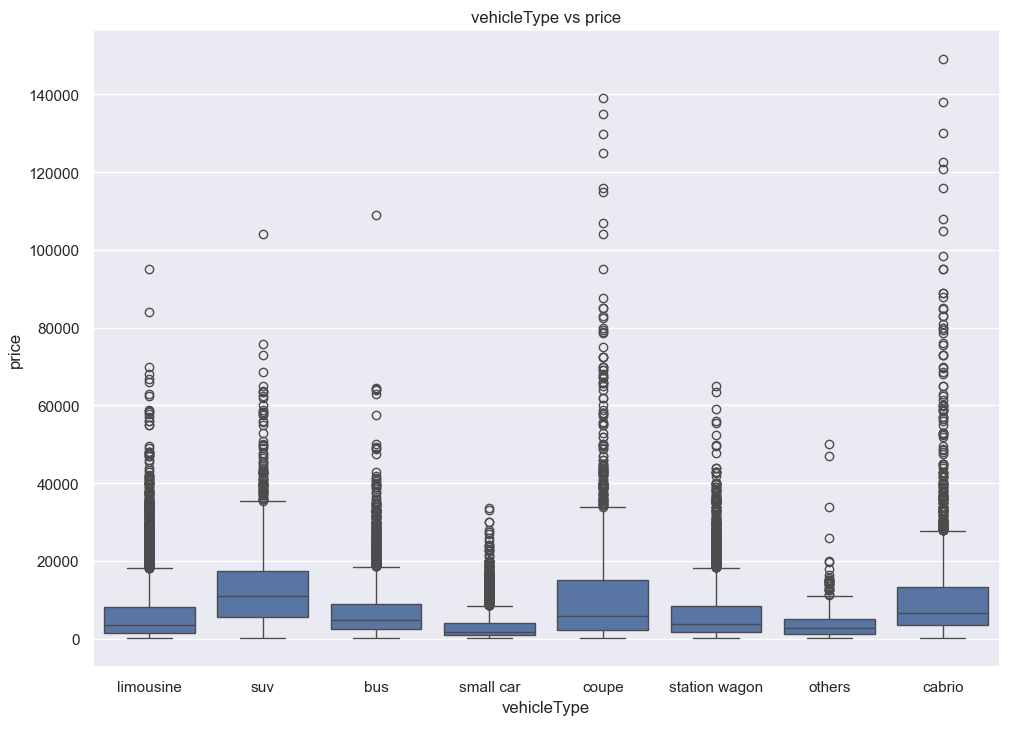 vehicleType vs price
price
140000
120000
100000
80000
60000
40000
20000
0
limousine suv bus small car coupe station wagon others cabrio
vehicleType